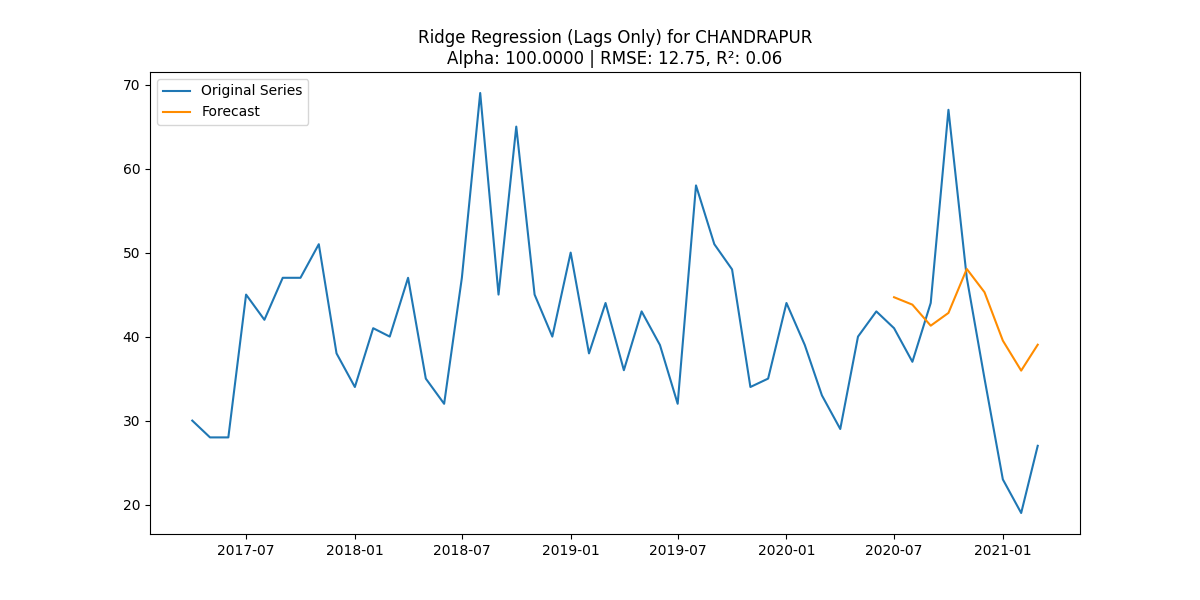 Ridge Regression (Lags Only) for CHANDRAPUR
Alpha: 100.0000 | RMSE: 12.75, R²: 0.06
Original Series
Forecast
70
60
50
40
30
20
2017-07 2018-01 2018-07 2019-01 2019-07 2020-01 2020-07 2021-01